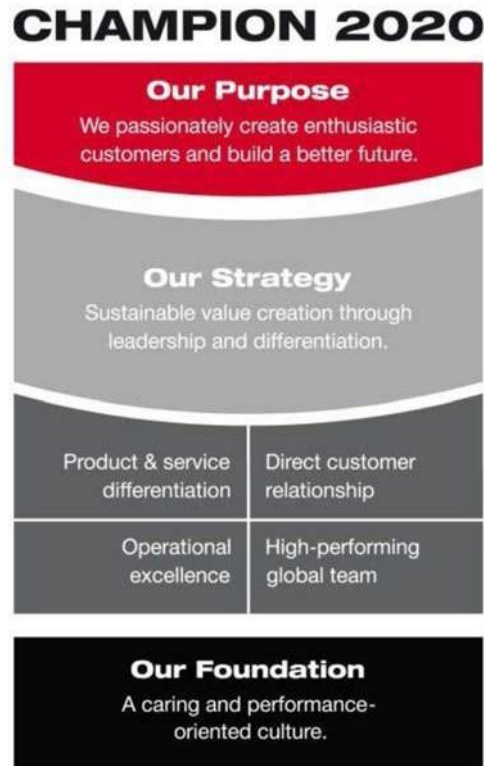 CHAMPION 2020
Our Purpose
We passionately create enthusiastic
customers and build a better future.
Our Strategy
Sustainable value creation through
leadership and differentiation.
Product & service
differentiation
Direct customer
relationship
Operational
excellence
High-performing
global team
Our Foundation
A caring and performance-
oriented culture.